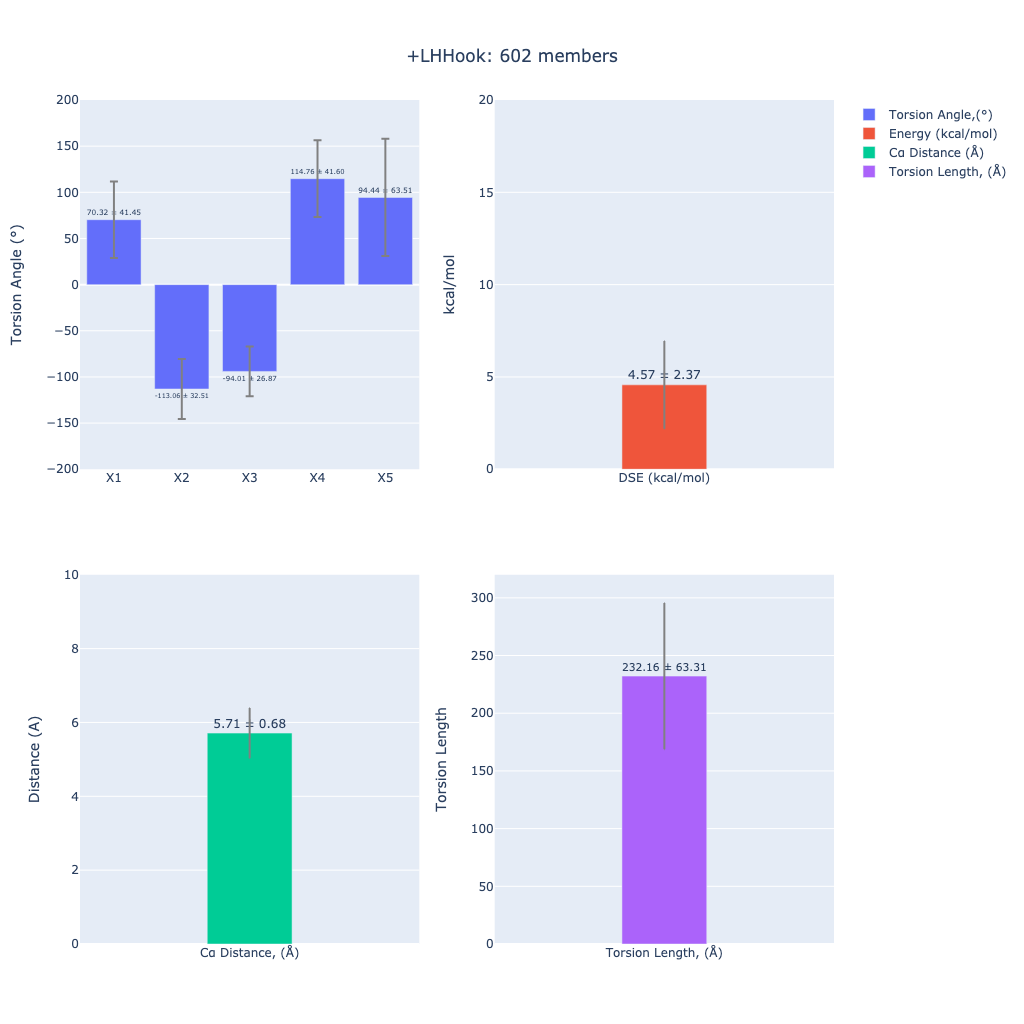 +LHHook: 602 members
200
150
100
50
0
−50
−100
−150
−200
Torsion Angle (°)
70.32 ± 41.45
-113.06 ± 32.51
-94.01 ± 26.87
114.76 ± 41.60
94.44 ± 63.51
X1 X2 X3 X4 X5
20
15
10
5
0
kcal/mol
4.57 ± 2.37
DSE (kcal/mol)
Torsion Angle,(°)
Energy (kcal/mol)
Cα Distance (Å)
Torsion Length, (Å)
10
8
6
4
2
0
Distance (A)
5.71 ± 0.68
Cα Distance, (Å)
300
250
200
150
100
50
0
Torsion Length
232.16 ± 63.31
Torsion Length, (Å)